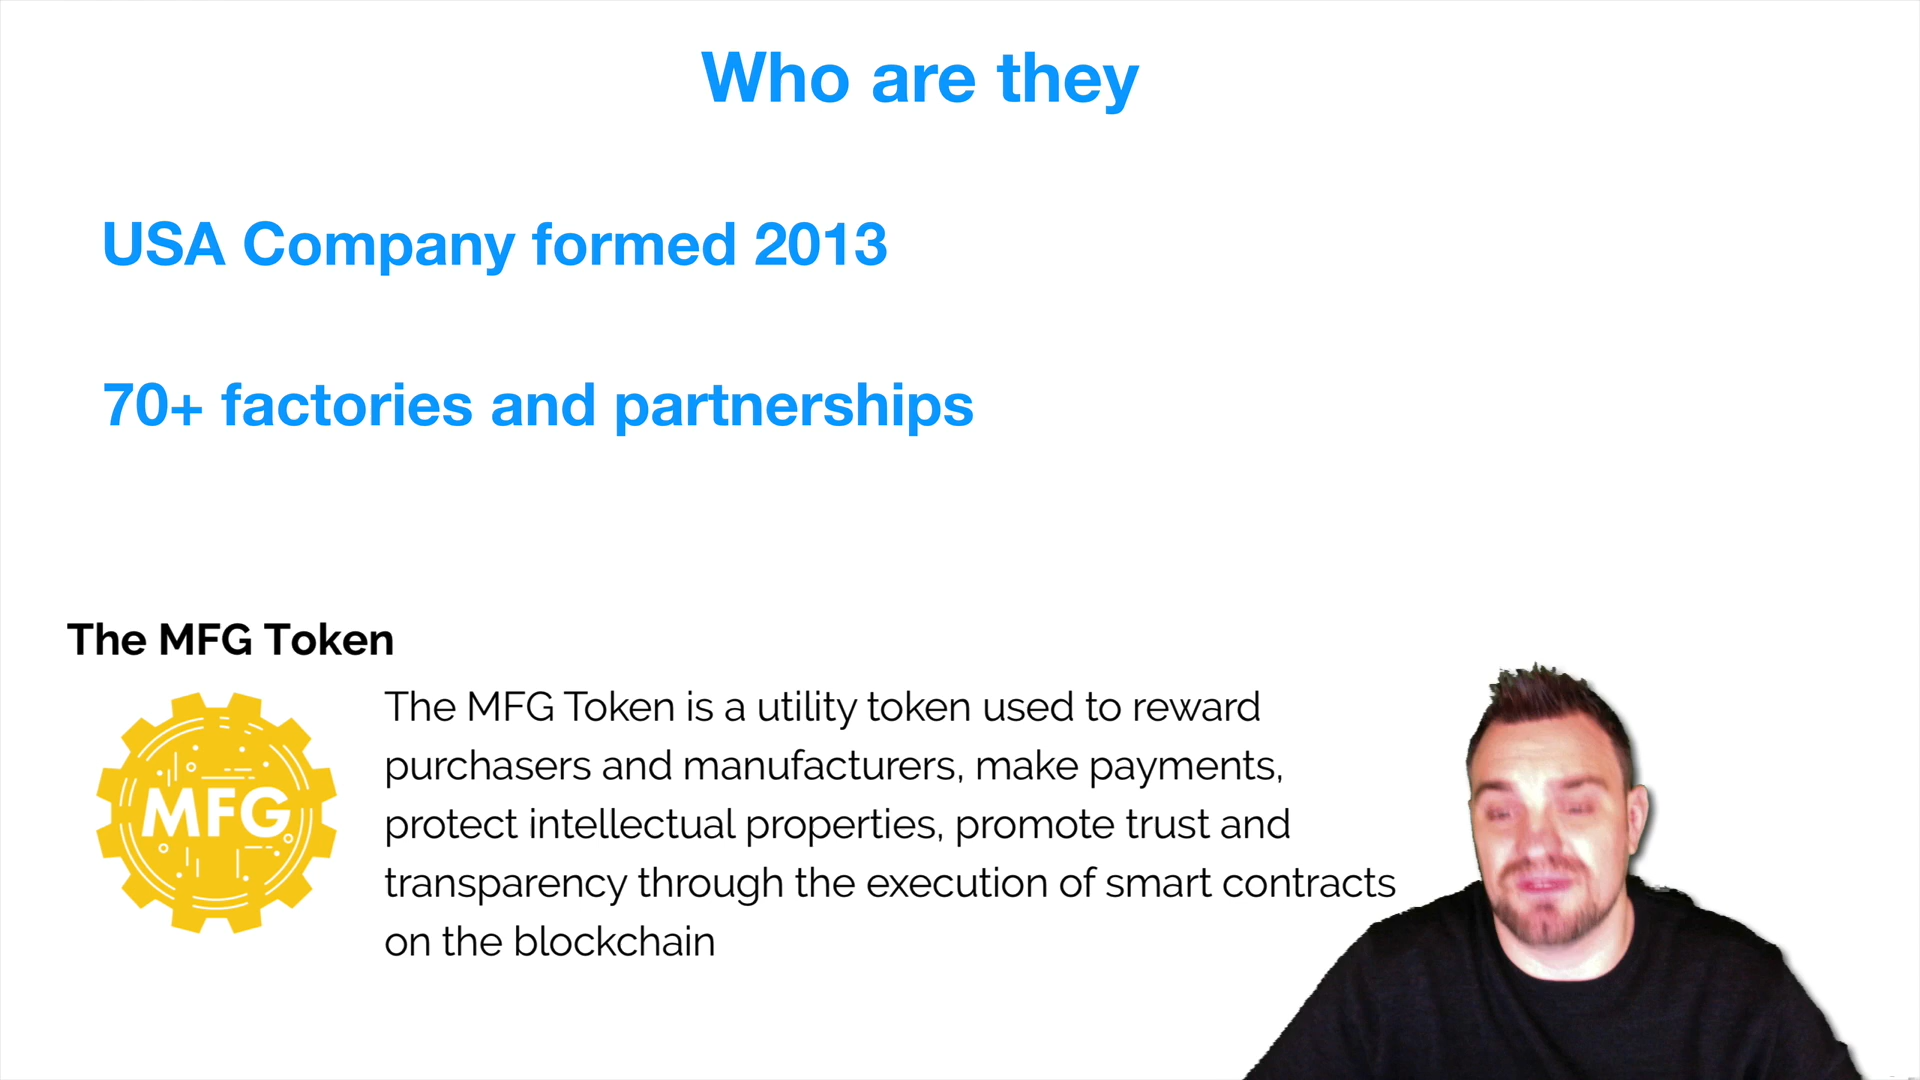 Who are they
USA Company formed 2013
70+ factories and partnerships
The MFG Token
MFG
The MFG Token is a utility token used to reward
purchasers and manufacturers, make payments,
protect intellectual properties, promote trust and
transparency through the execution of smart contracts
on the blockchain